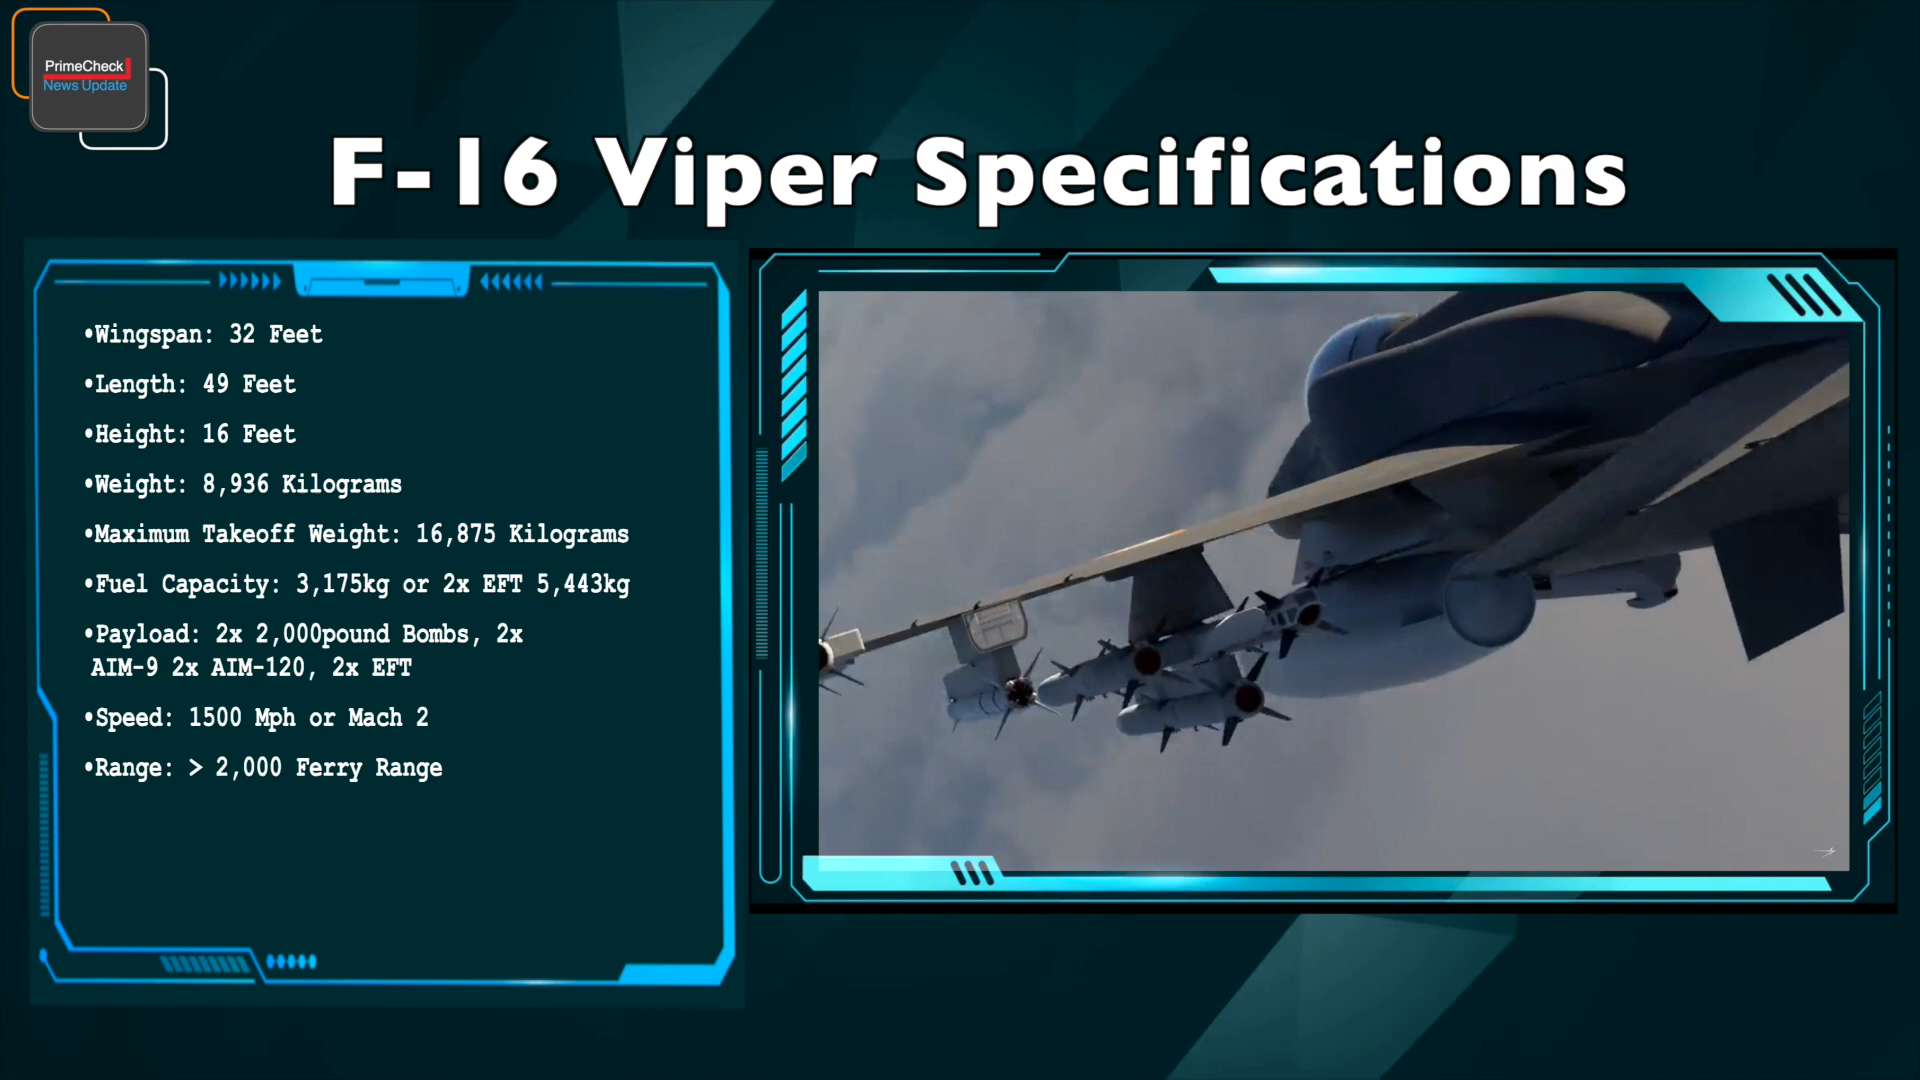 PrimeCheck
News Update
F-16 Viper Specifications
•Wingspan: 32 Feet
•Length: 49 Feet
•Height: 16 Feet
•Weight: 8,936 Kilograms
•Maximum Takeoff Weight: 16,875 Kilograms
•Fuel Capacity: 3,175kg or 2x EFT 5,443kg
•Payload: 2x 2,000pound Bombs, 2x
AIM-9 2x AIM-120, 2x EFT
•Speed: 1500 Mph or Mach 2
•Range: > 2,000 Ferry Range